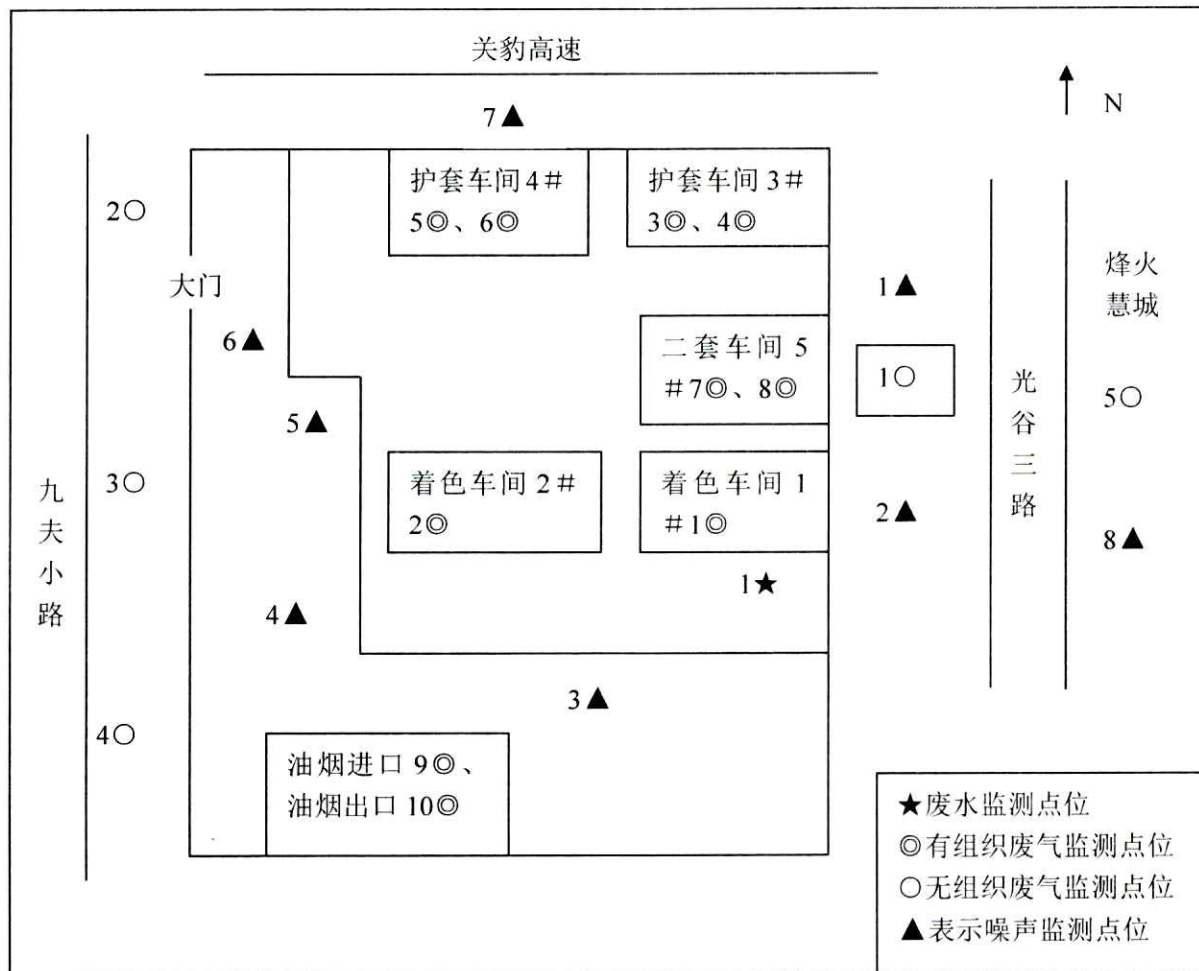 关豹高速
N
7▲
护套车间4#
5◎、6◎
护套车间3#
3◎、4◎
2○
大门
1▲
烽火
慧城
6▲
二套车间5
#7◎、8◎
1○
5○
5▲
光谷三路
九夫小路
3○
着色车间2#
2◎
着色车间1
#1◎
2▲
8▲
1★
4▲
3▲
4○
油烟进口9◎、
油烟出口10◎
★废水监测点位
◎有组织废气监测点位
○无组织废气监测点位
▲表示噪声监测点位